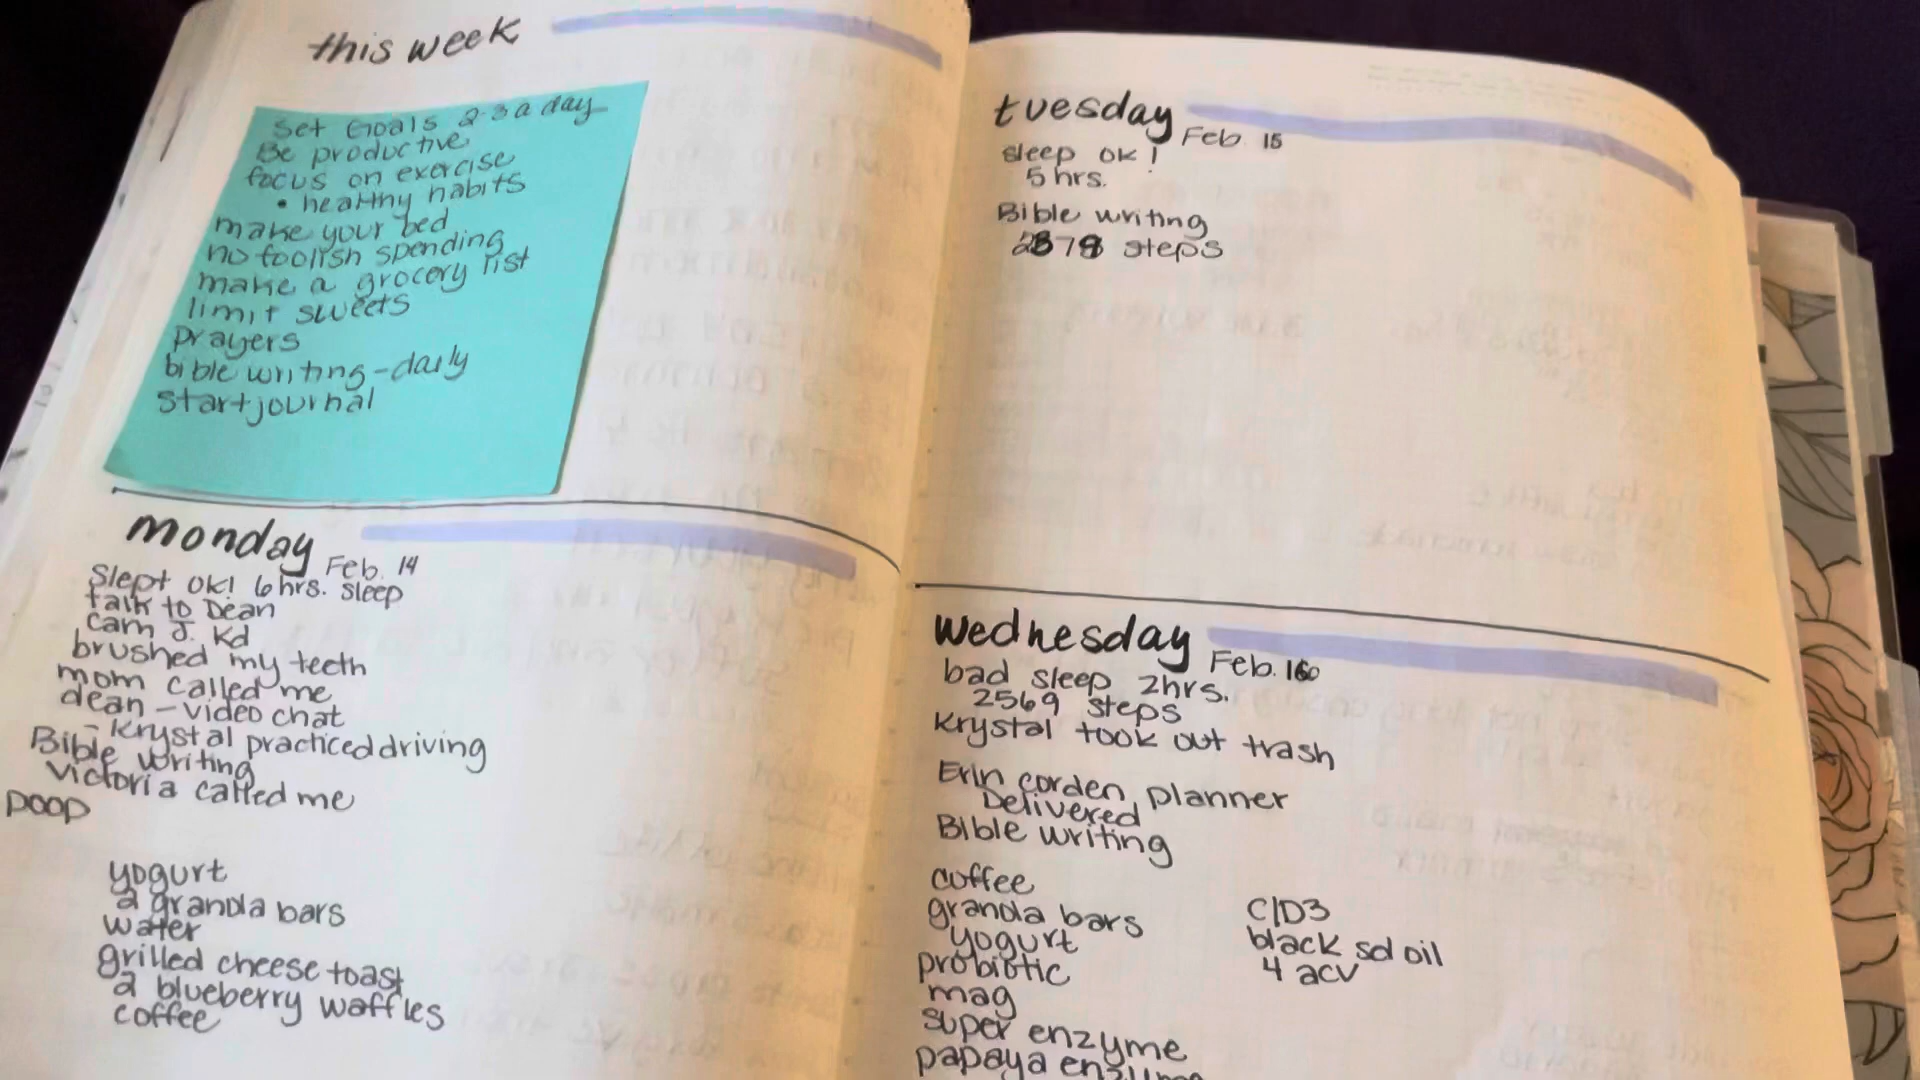 this week
Set Goals 2-3 a day
Be productive
focus on exercise
• healthy habits
make your bed
no foolish spending
make a grocery list
limit sweets
prayers
bible writing - daily
start journal
monday Feb. 14
Slept ok! 6 hrs. sleep
talk to Dean
cam J. Kd
brushed my teeth
mom called me
dean - video chat
- Krystal practiced driving
Bible writing
Victoria called me
poop
yogurt
2 granola bars
water
grilled cheese toast
2 blueberry waffles
coffee
tuesday Feb. 15
sleep ok!
5 hrs.
Bible writing
steps
wednesday Feb. 16
bad sleep 2hrs.
2569 steps
Krystal took out trash
Erin corden planner
Delivered
Bible writing
coffee
granola bars
yogurt
probiotic
mag
super enzyme
papaya
C/D3
black sd oil
4 acv